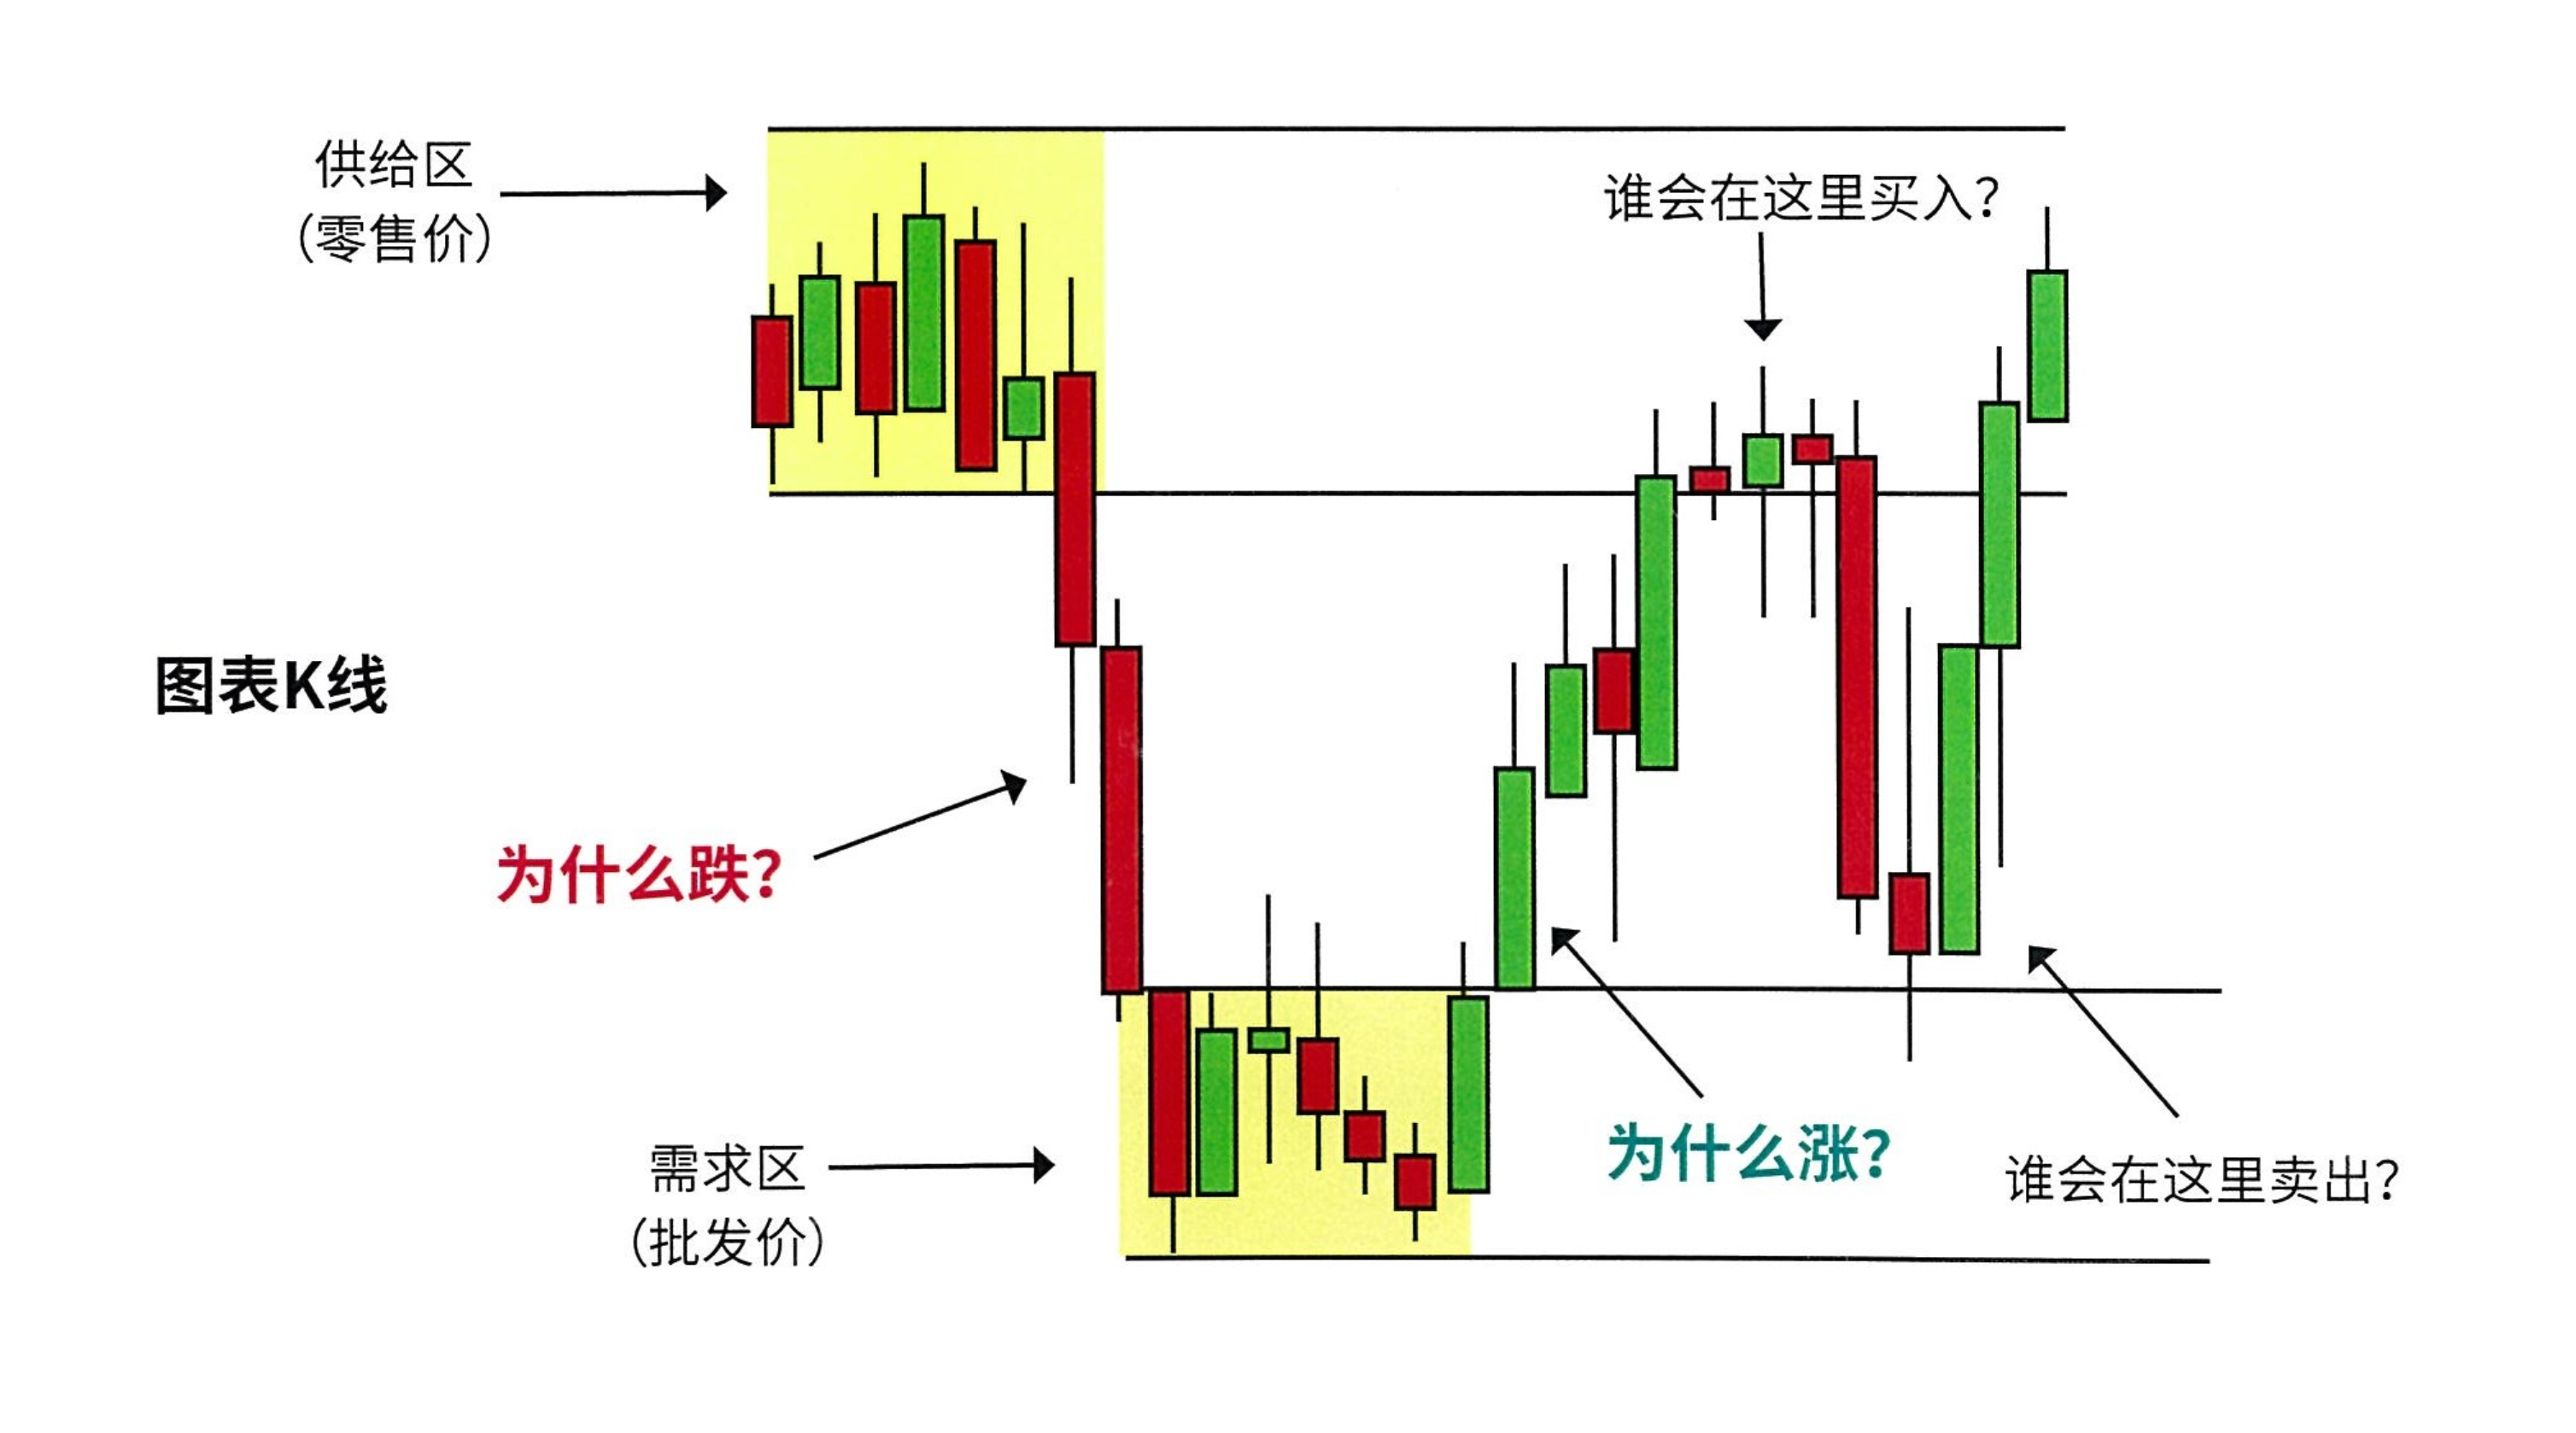 供给区
（零售价）
谁会在这里买入？
图表K线
为什么跌？
需求区
（批发价）
为什么涨？
谁会在这里卖出？